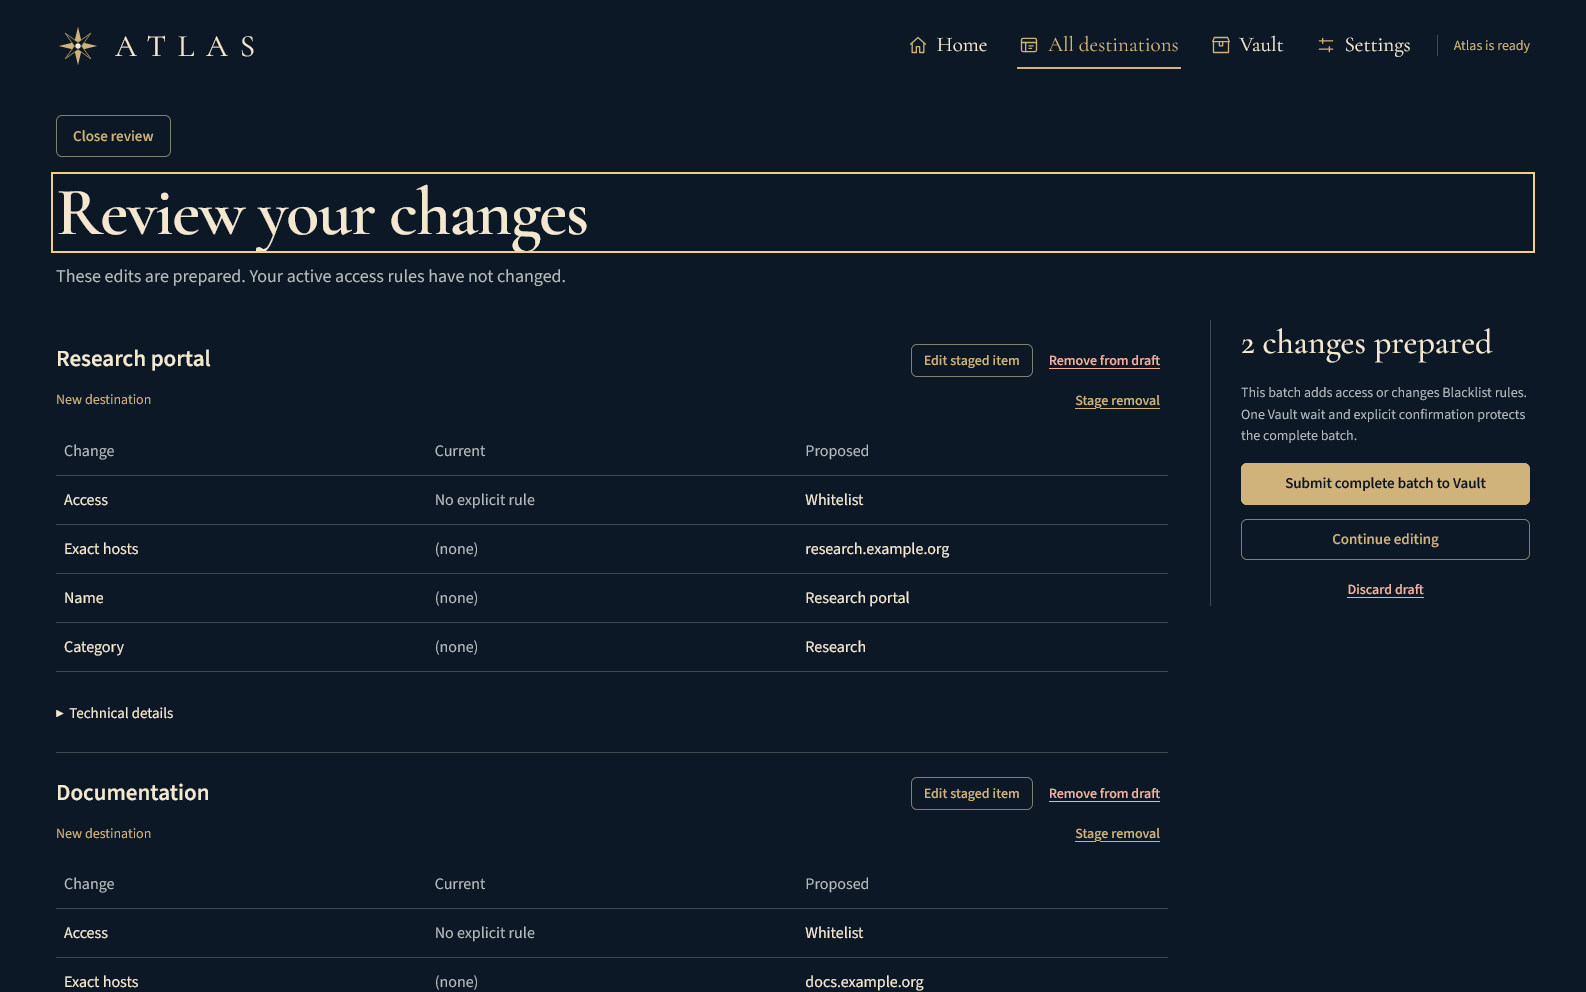 ATLAS
Home
All destinations
Vault
Settings
Atlas is ready
Close review
Review your changes
These edits are prepared. Your active access rules have not changed.
Research portal
Edit staged item
Remove from draft
New destination
Stage removal
Change Current Proposed
Access No explicit rule Whitelist
Exact hosts (none) research.example.org
Name (none) Research portal
Category (none) Research
Technical details
Documentation
Edit staged item
Remove from draft
New destination
Stage removal
Change Current Proposed
Access No explicit rule Whitelist
Exact hosts (none) docs.example.org
2 changes prepared
This batch adds access or changes Blacklist rules.
One Vault wait and explicit confirmation protects
the complete batch.
Submit complete batch to Vault
Continue editing
Discard draft